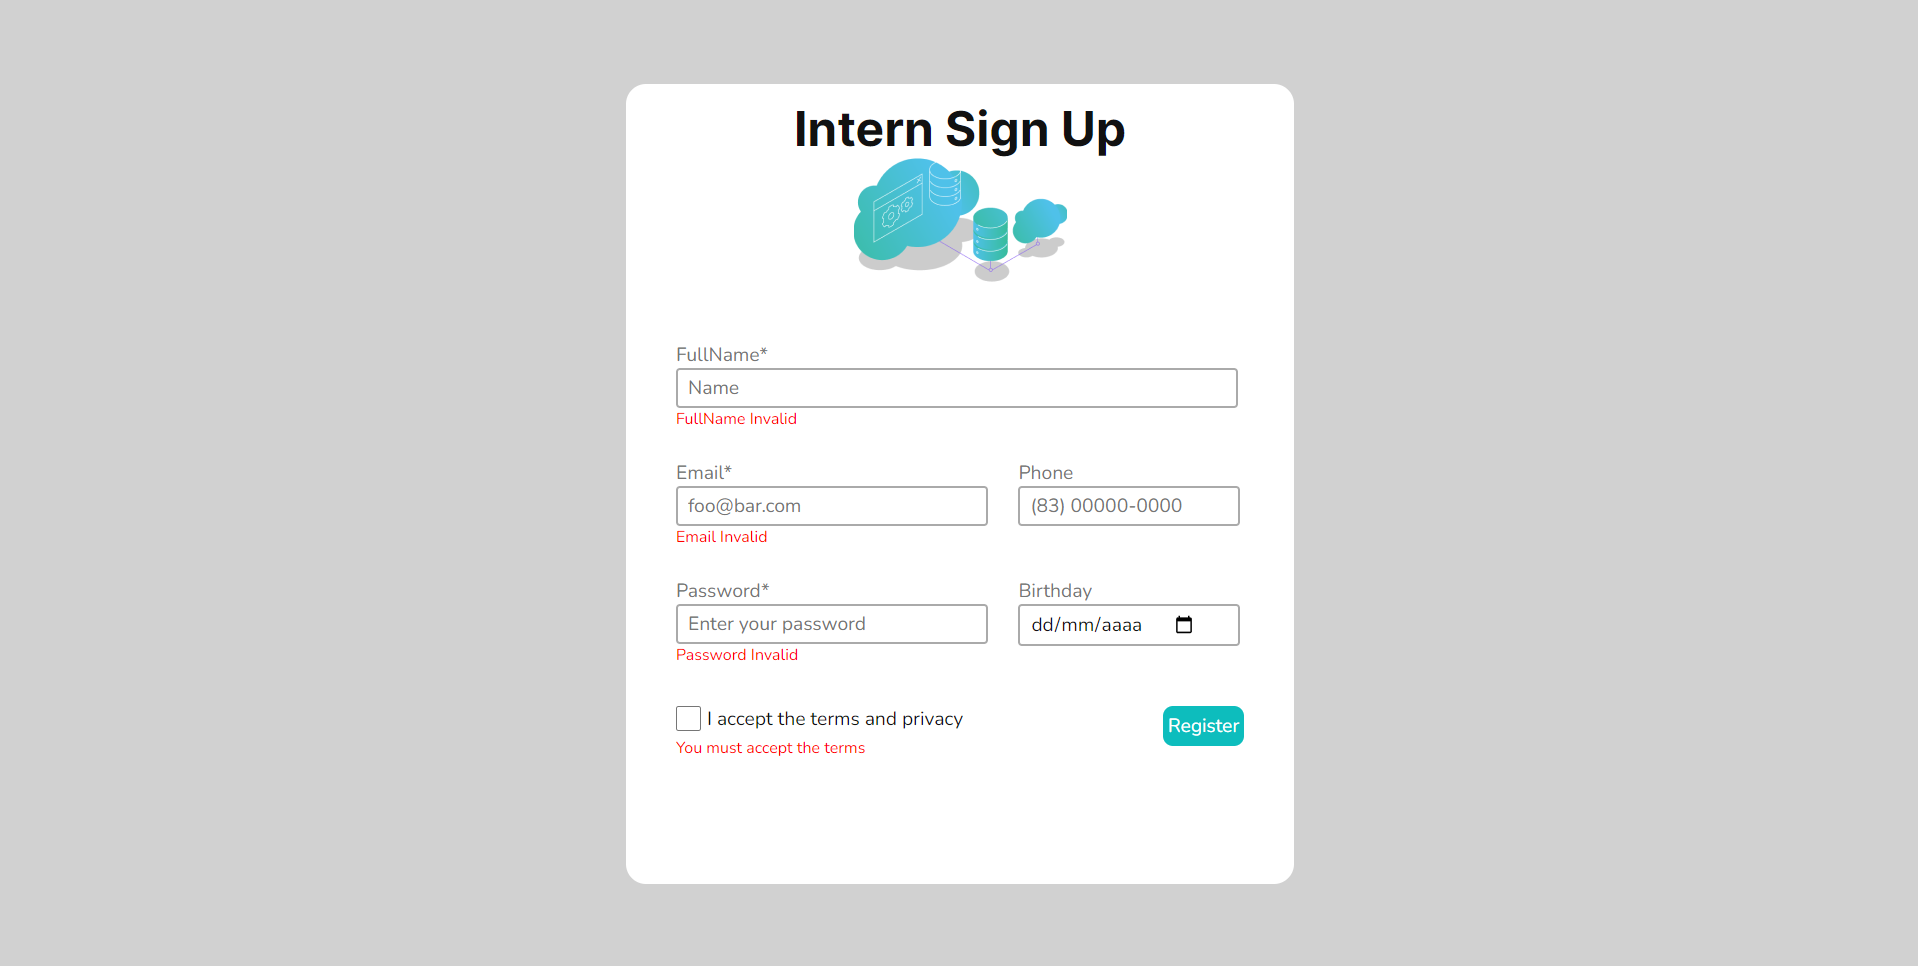 Intern Sign Up
FullName*
Name
FullName Invalid
Email*
Phone
foo@bar.com
(83) 00000-0000
Email Invalid
Password*
Birthday
Enter your password
dd/mm/aaaa
Password Invalid
I accept the terms and privacy
Register
You must accept the terms